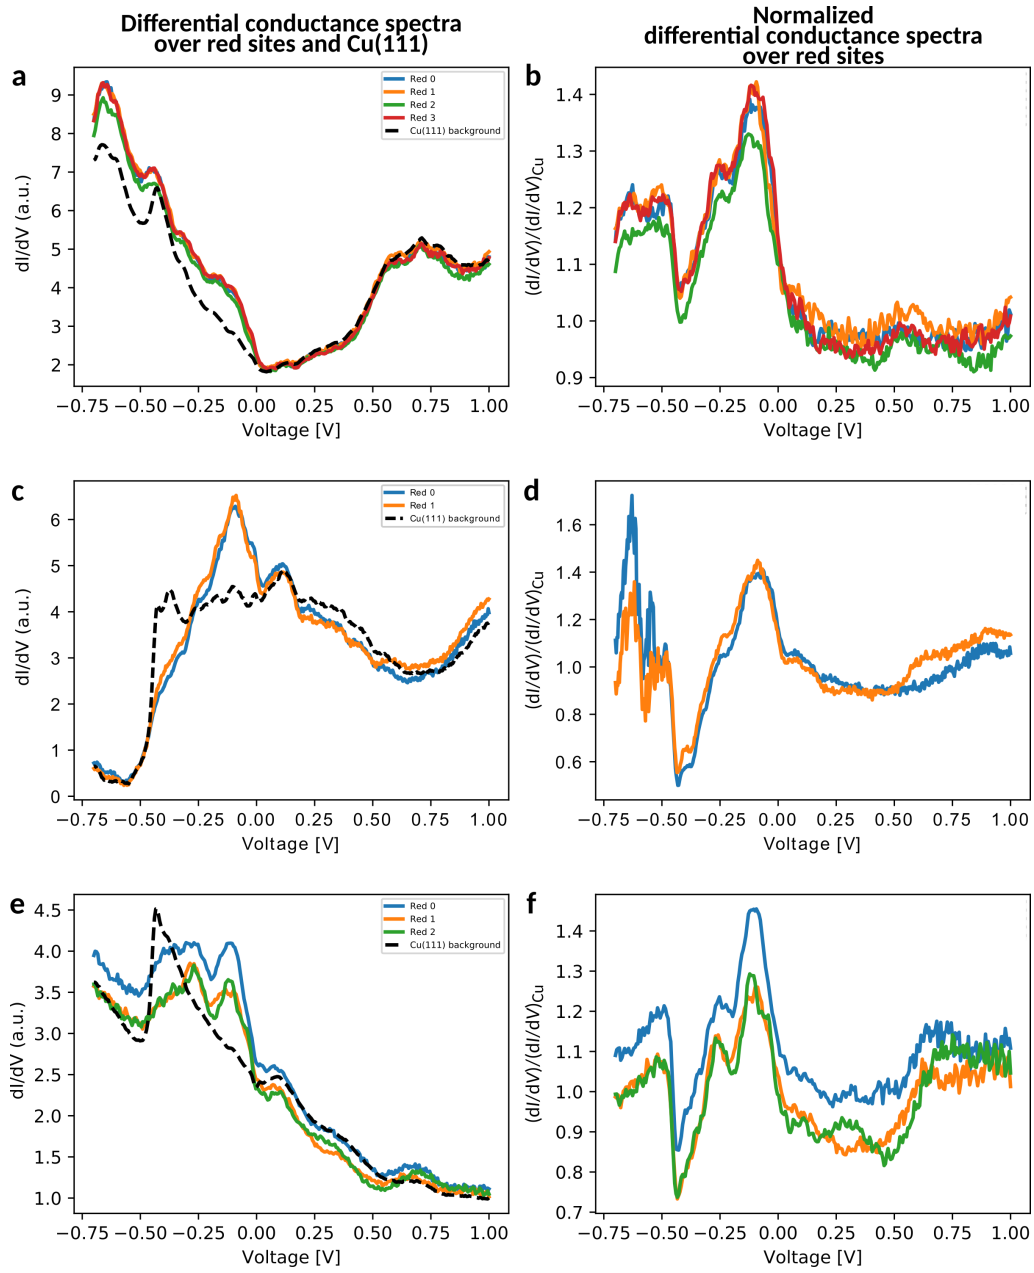 Differential conductance spectra
over red sites and Cu(111)
Normalized
differential conductance spectra
over red sites
a
9
8
7
6
5
4
3
2
dI/dV (a.u.)
Red 0
Red 1
Red 2
Red 3
Cu(111) background
−0.75 −0.50 −0.25 0.00 0.25 0.50 0.75 1.00
Voltage [V]
b
1.4
1.3
1.2
1.1
1.0
0.9
(dI/dV)/(dI/dV)Cu
−0.75 −0.50 −0.25 0.00 0.25 0.50 0.75 1.00
Voltage [V]
c
6
5
4
3
2
1
0
dI/dV (a.u.)
Red 0
Red 1
Cu(111) background
−0.75 −0.50 −0.25 0.00 0.25 0.50 0.75 1.00
Voltage [V]
d
1.6
1.4
1.2
1.0
0.8
0.6
(dI/dV)/(dI/dV)Cu
−0.75 −0.50 −0.25 0.00 0.25 0.50 0.75 1.00
Voltage [V]
e
4.5
4.0
3.5
3.0
2.5
2.0
1.5
1.0
dI/dV (a.u.)
Red 0
Red 1
Red 2
Cu(111) background
−0.75 −0.50 −0.25 0.00 0.25 0.50 0.75 1.00
Voltage [V]
f
1.4
1.3
1.2
1.1
1.0
0.9
0.8
0.7
(dI/dV)/(dI/dV)Cu
−0.75 −0.50 −0.25 0.00 0.25 0.50 0.75 1.00
Voltage [V]